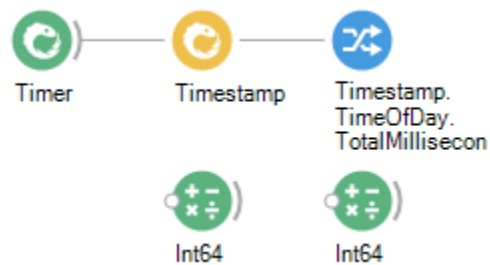 Timer
Timestamp
Timestamp.
TimeOfDay.
TotalMillisecon
Int64
Int64